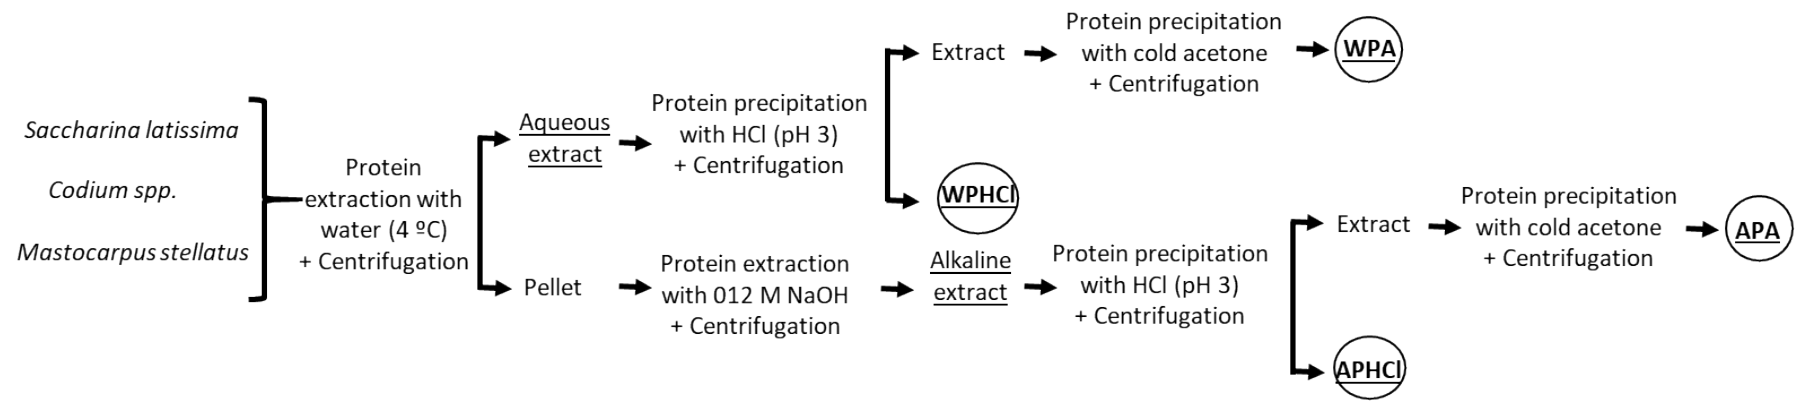 Saccharina latissima
Codium spp.
Mastocarpus stellatus
Protein
extraction with
water (4 ºC)
+ Centrifugation
Aqueous
extract
Protein precipitation
with HCl (pH 3)
+ Centrifugation
Extract
Protein precipitation
with cold acetone
+ Centrifugation
WPA
WPHCl
Pellet
Protein extraction
with 012 M NaOH
+ Centrifugation
Alkaline
extract
Protein precipitation
with HCl (pH 3)
+ Centrifugation
Extract
Protein precipitation
with cold acetone
+ Centrifugation
APA
APHCl